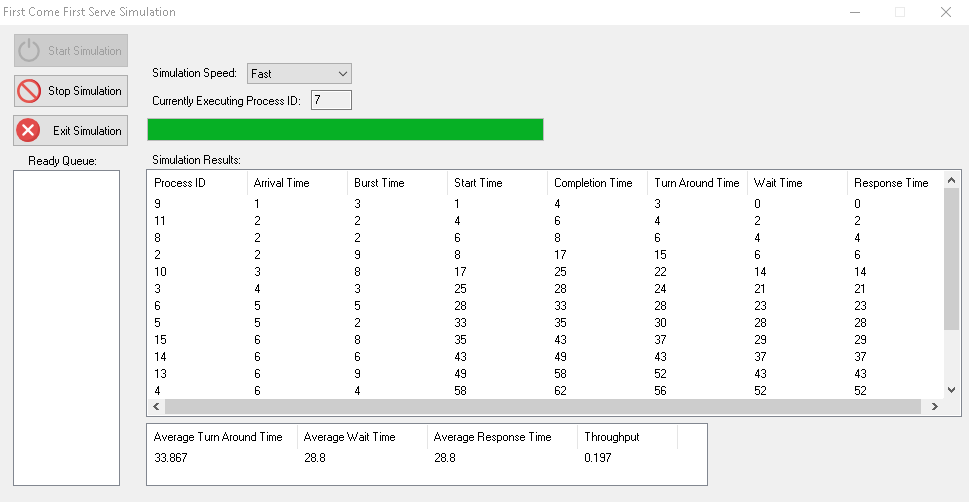 First Come First Serve Simulation
Start Simulation
Stop Simulation
Exit Simulation
Ready Queue:
Simulation Speed: Fast
Currently Executing Process ID: 7
Simulation Results:
Process ID Arrival Time Burst Time Start Time Completion Time Turn Around Time Wait Time Response Time
9 1 3 1 4 3 0 0
11 2 2 4 6 4 2 2
8 2 2 6 8 6 4 4
2 2 9 8 17 15 6 6
10 3 8 17 25 22 14 14
3 4 3 25 28 24 21 21
6 5 5 28 33 28 23 23
5 5 2 33 35 30 28 28
15 6 8 35 43 37 29 29
14 6 6 43 49 43 37 37
13 6 9 49 58 52 43 43
4 6 4 58 62 56 52 52
Average Turn Around Time Average Wait Time Average Response Time Throughput
33.867 28.8 28.8 0.197